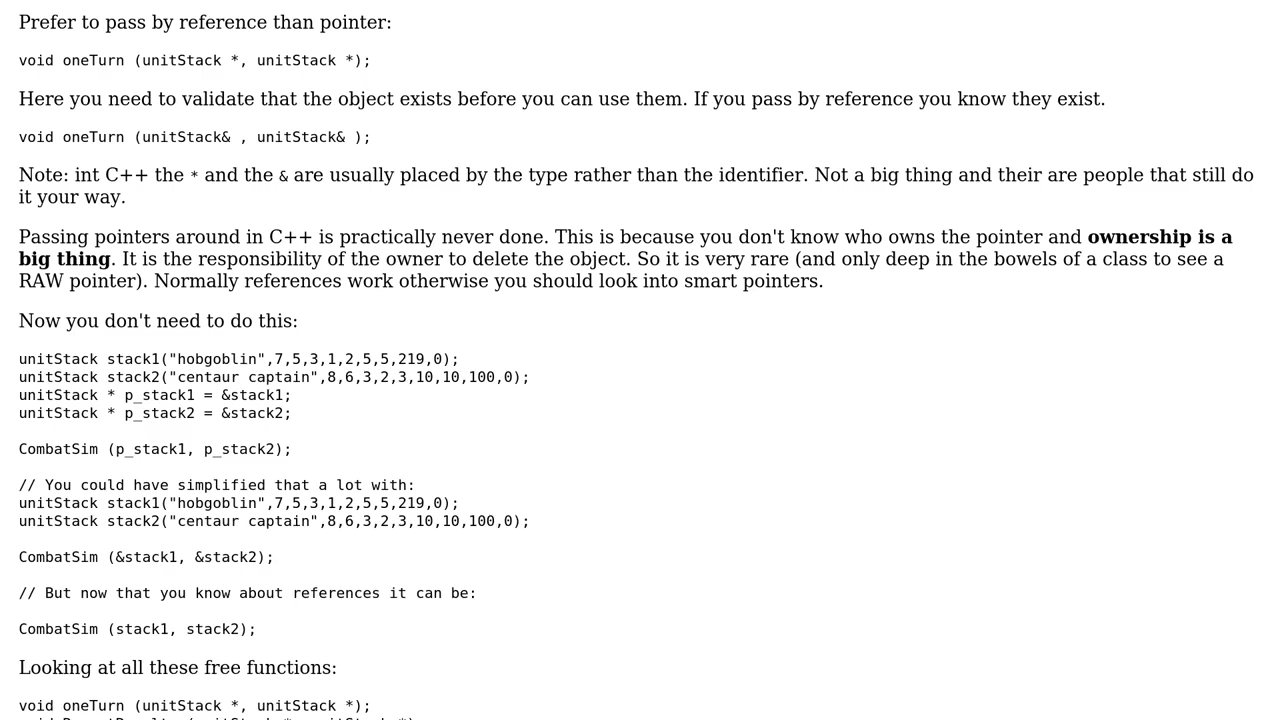 Prefer to pass by reference than pointer:
void oneTurn (unitStack *, unitStack *);
Here you need to validate that the object exists before you can use them. If you pass by reference you know they exist.
void oneTurn (unitStack& , unitStack& );
Note: int C++ the * and the & are usually placed by the type rather than the identifier. Not a big thing and their are people that still do
it your way.
Passing pointers around in C++ is practically never done. This is because you don't know who owns the pointer and ownership is a
big thing. It is the responsibility of the owner to delete the object. So it is very rare (and only deep in the bowels of a class to see a
RAW pointer). Normally references work otherwise you should look into smart pointers.
Now you don't need to do this:
unitStack stack1("hobgoblin",7,5,3,1,2,5,5,219,0);
unitStack stack2("centaur captain",8,6,3,2,3,10,10,100,0);
unitStack * p_stack1 = &stack1;
unitStack * p_stack2 = &stack2;
CombatSim (p_stack1, p_stack2);
// You could have simplified that a lot with:
unitStack stack1("hobgoblin",7,5,3,1,2,5,5,219,0);
unitStack stack2("centaur captain",8,6,3,2,3,10,10,100,0);
CombatSim (&stack1, &stack2);
// But now that you know about references it can be:
CombatSim (stack1, stack2);
Looking at all these free functions:
void oneTurn (unitStack *, unitStack *);